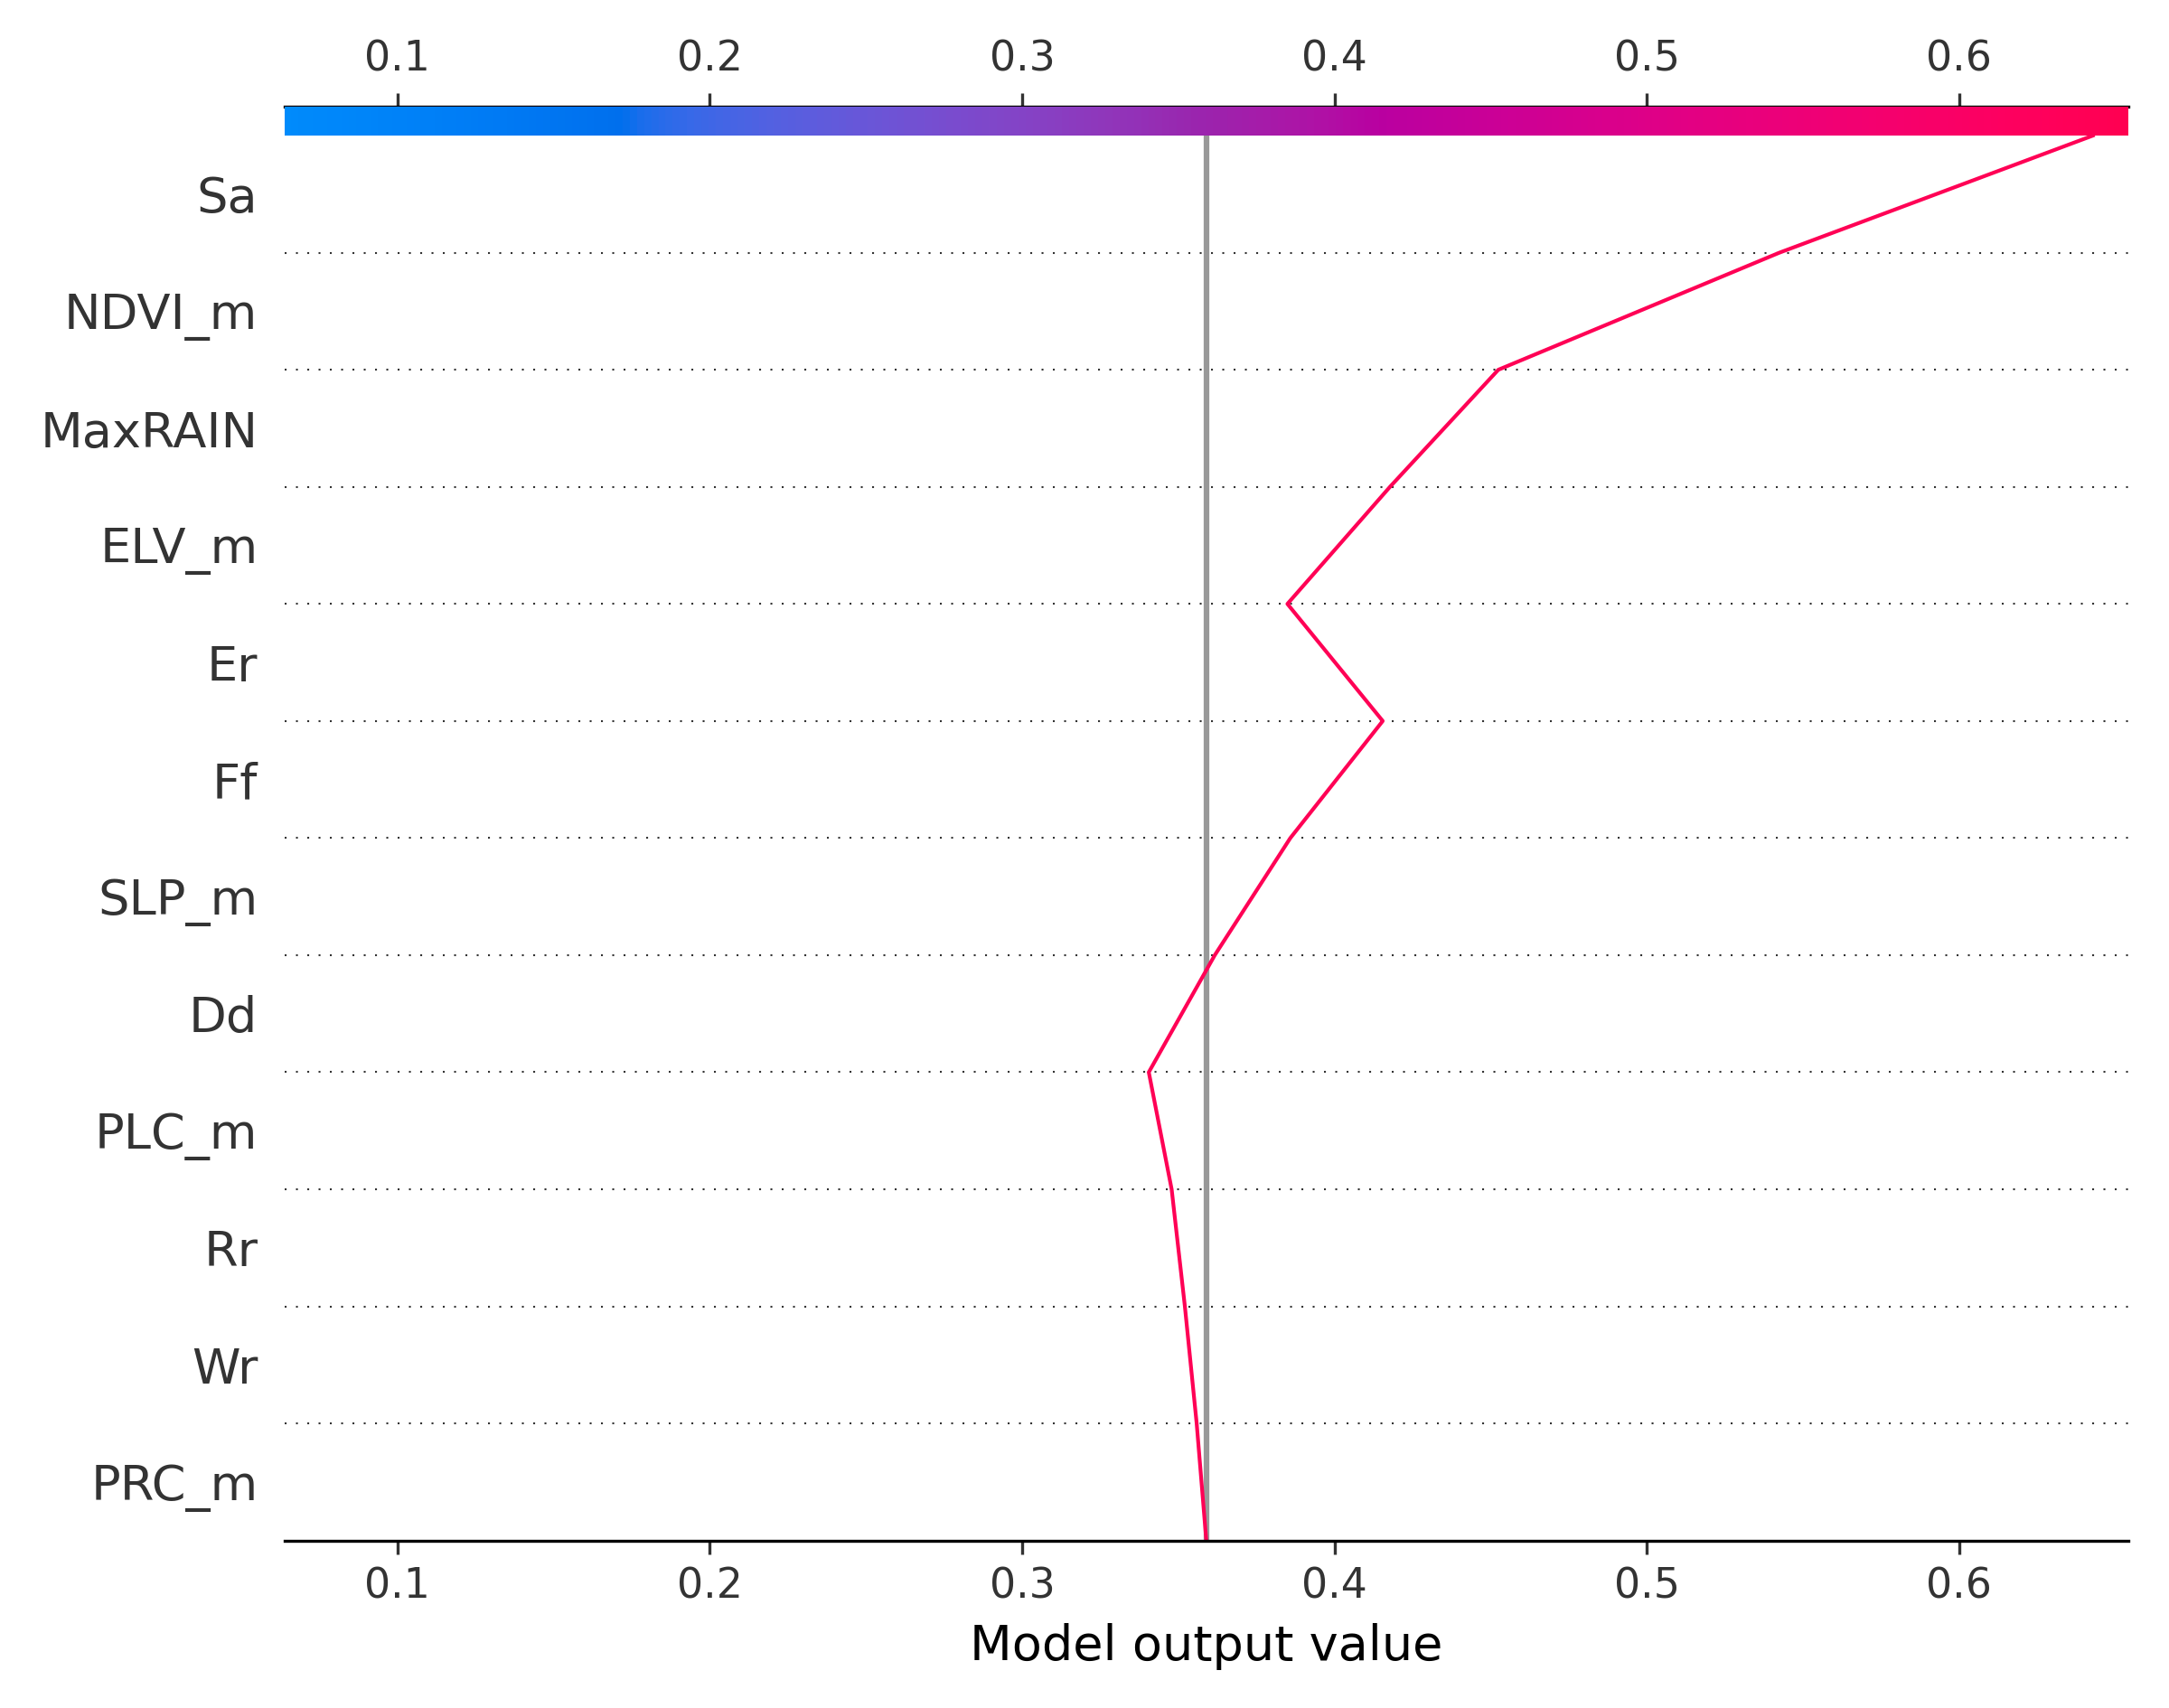 0.1 0.2 0.3 0.4 0.5 0.6
Sa
NDVI_m
MaxRAIN
ELV_m
Er
Ff
SLP_m
Dd
PLC_m
Rr
Wr
PRC_m
0.1 0.2 0.3 0.4 0.5 0.6
Model output value